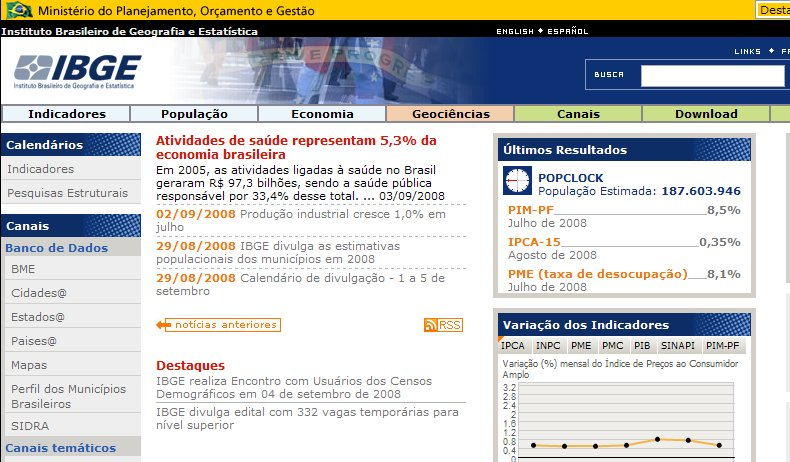 Ministério do Planejamento, Orçamento e Gestão
Desta
Instituto Brasileiro de Geografia e Estatística
ENGLISH ESPAÑOL
LINKS
IBGE
Instituto Brasileiro de Geografia e Estatística
BUSCA
Indicadores População Economia Geociências Canais Download
Calendários
Indicadores
Pesquisas Estruturais
Canais
Banco de Dados
BME
Cidades@
Estados@
Paises@
Mapas
Perfil dos Municípios
Brasileiros
SIDRA
Canais temáticos
Atividades de saúde representam 5,3% da
economia brasileira
Em 2005, as atividades ligadas à saúde no Brasil
geraram R$ 97,3 bilhões, sendo a saúde pública
responsável por 33,4% desse total. ... 03/09/2008
02/09/2008 Produção industrial cresce 1,0% em
julho
29/08/2008 IBGE divulga as estimativas
populacionais dos municípios em 2008
29/08/2008 Calendário de divulgação - 1 a 5 de
setembro
notícias anteriores
RSS
Destaques
IBGE realiza Encontro com Usuários dos Censos
Demográficos em 04 de setembro de 2008
IBGE divulga edital com 332 vagas temporárias para
nível superior
Últimos Resultados
POPCLOCK
População Estimada: 187.603.946
PIM-PF 8,5%
Julho de 2008
IPCA-15 0,35%
Agosto de 2008
PME (taxa de desocupação) 8,1%
Julho de 2008
Variação dos Indicadores
IPCA INPC PME PMC PIB SINAPI PIM-PF
Variação (%) mensal do Índice de Preços ao Consumidor
Amplo
3.2
2.8
2.4
2
1.6
1.2
0.8
0.4